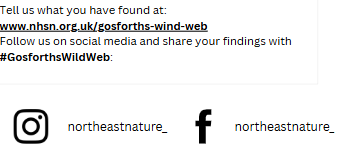 Tell us what you have found at:
www.nhsn.org.uk/gosforths-wind-web
Follow us on social media and share your findings with
#GosforthsWildWeb:
northeastnature_ northeastnature_